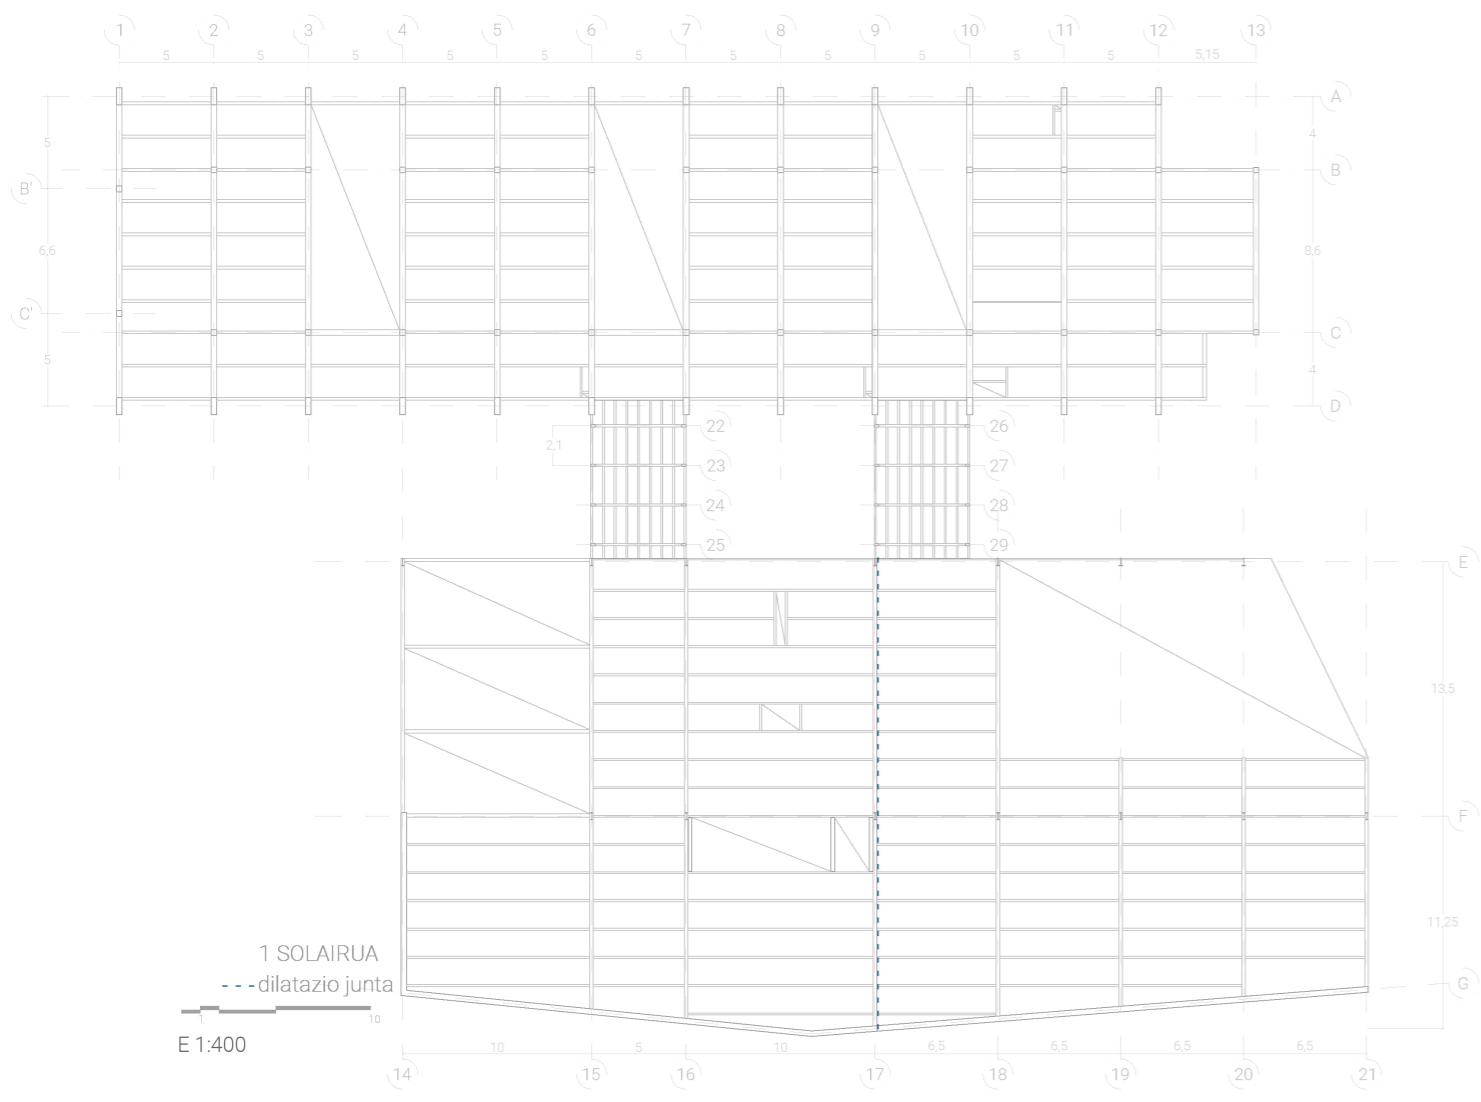 1 2 3 4 5 6 7 8 9 10 11 12 13
5 5 5 5 5 5 5 5 5 5 5 5,15
A
5 4
B
B'
6,6 8,6
C'
C
5 4
D
22 26
2,1
23 27
24 28
25 29
E
13,5
F
11,25
1 SOLAIRUA
dilatazio junta
G
1 10
E 1:400
10 5 10 6,5 6,5 6,5 6,5
14 15 16 17 18 19 20 21